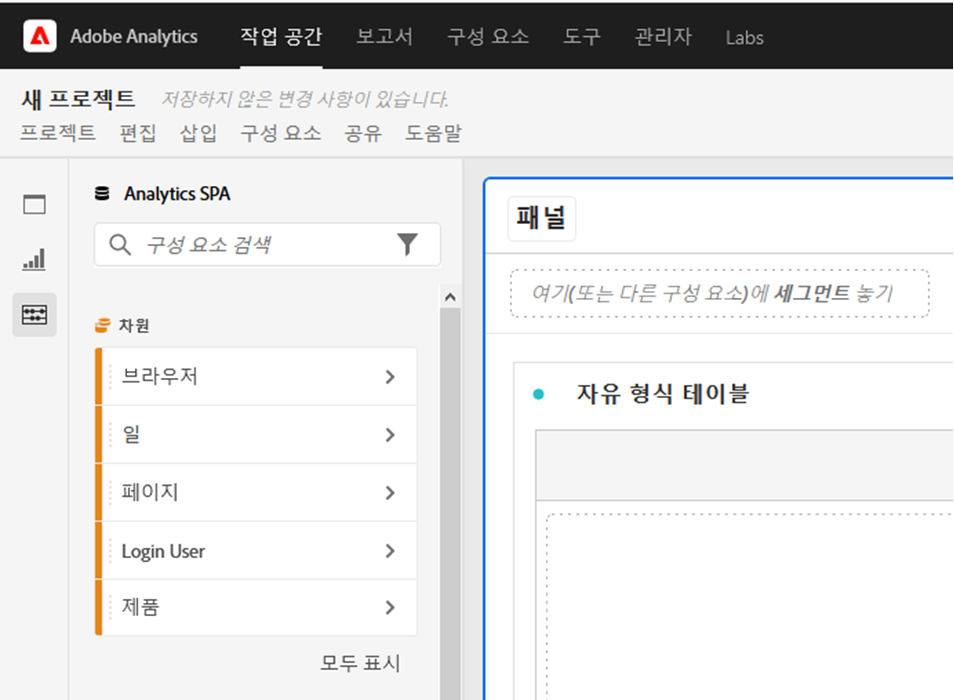 Adobe Analytics 작업 공간 보고서 구성 요소 도구 관리자 Labs
새 프로젝트 저장하지 않은 변경 사항이 있습니다.
프로젝트 편집 삽입 구성 요소 공유 도움말
Analytics SPA
구성 요소 검색
차원
브라우저
일
페이지
Login User
제품
모두 표시
패널
여기(또는 다른 구성 요소)에 세그먼트 놓기
자유 형식 테이블